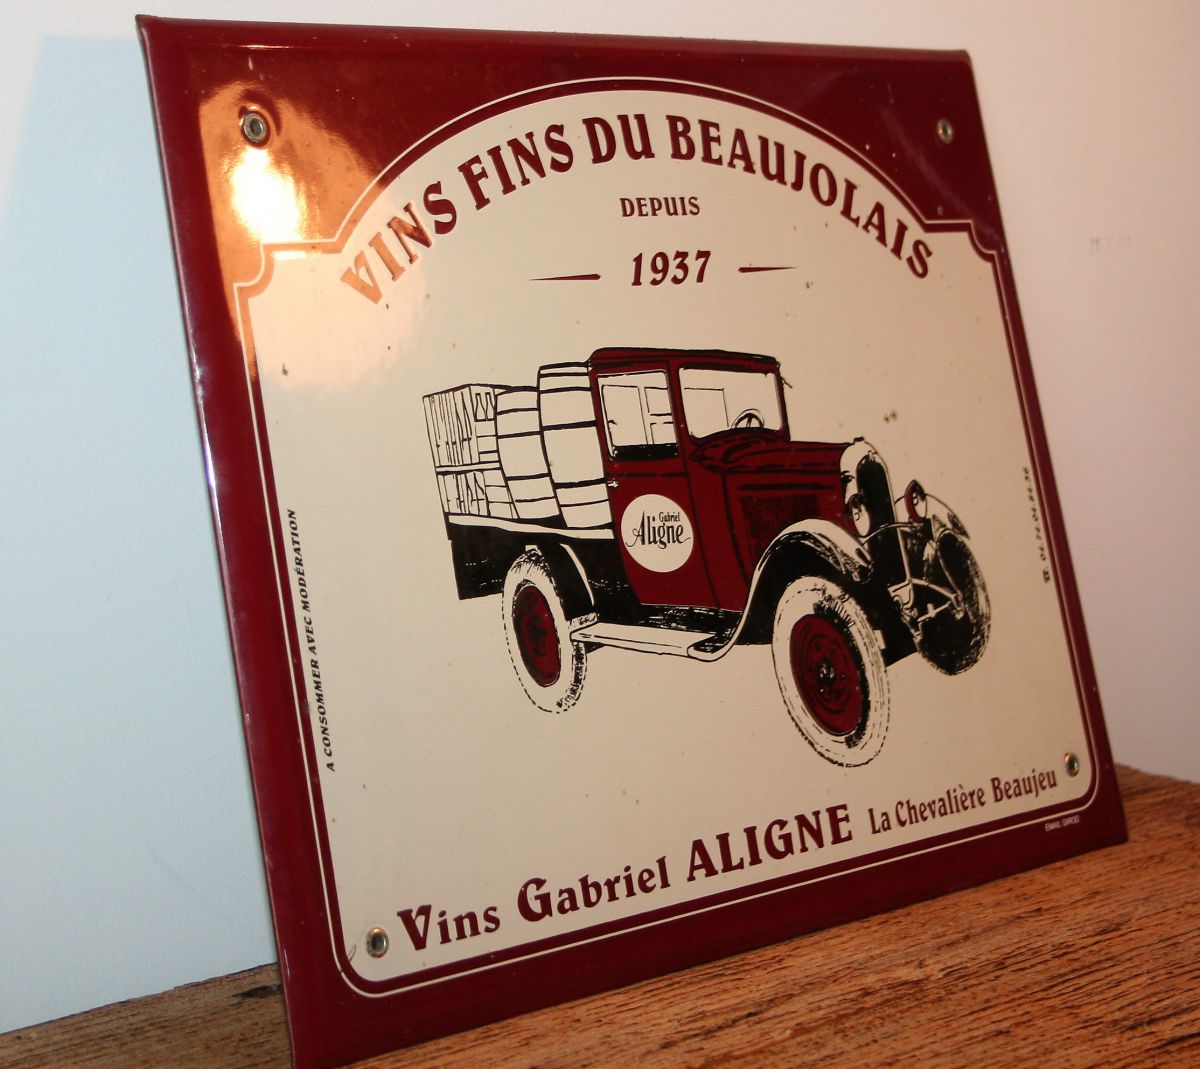 VINS FINS DU BEAUJOLAIS
DEPUIS
1937
Gabriel
Aligne
A CONSOMMER AVEC MODÉRATION
Vins Gabriel ALIGNE La Chevalière Beaujeu